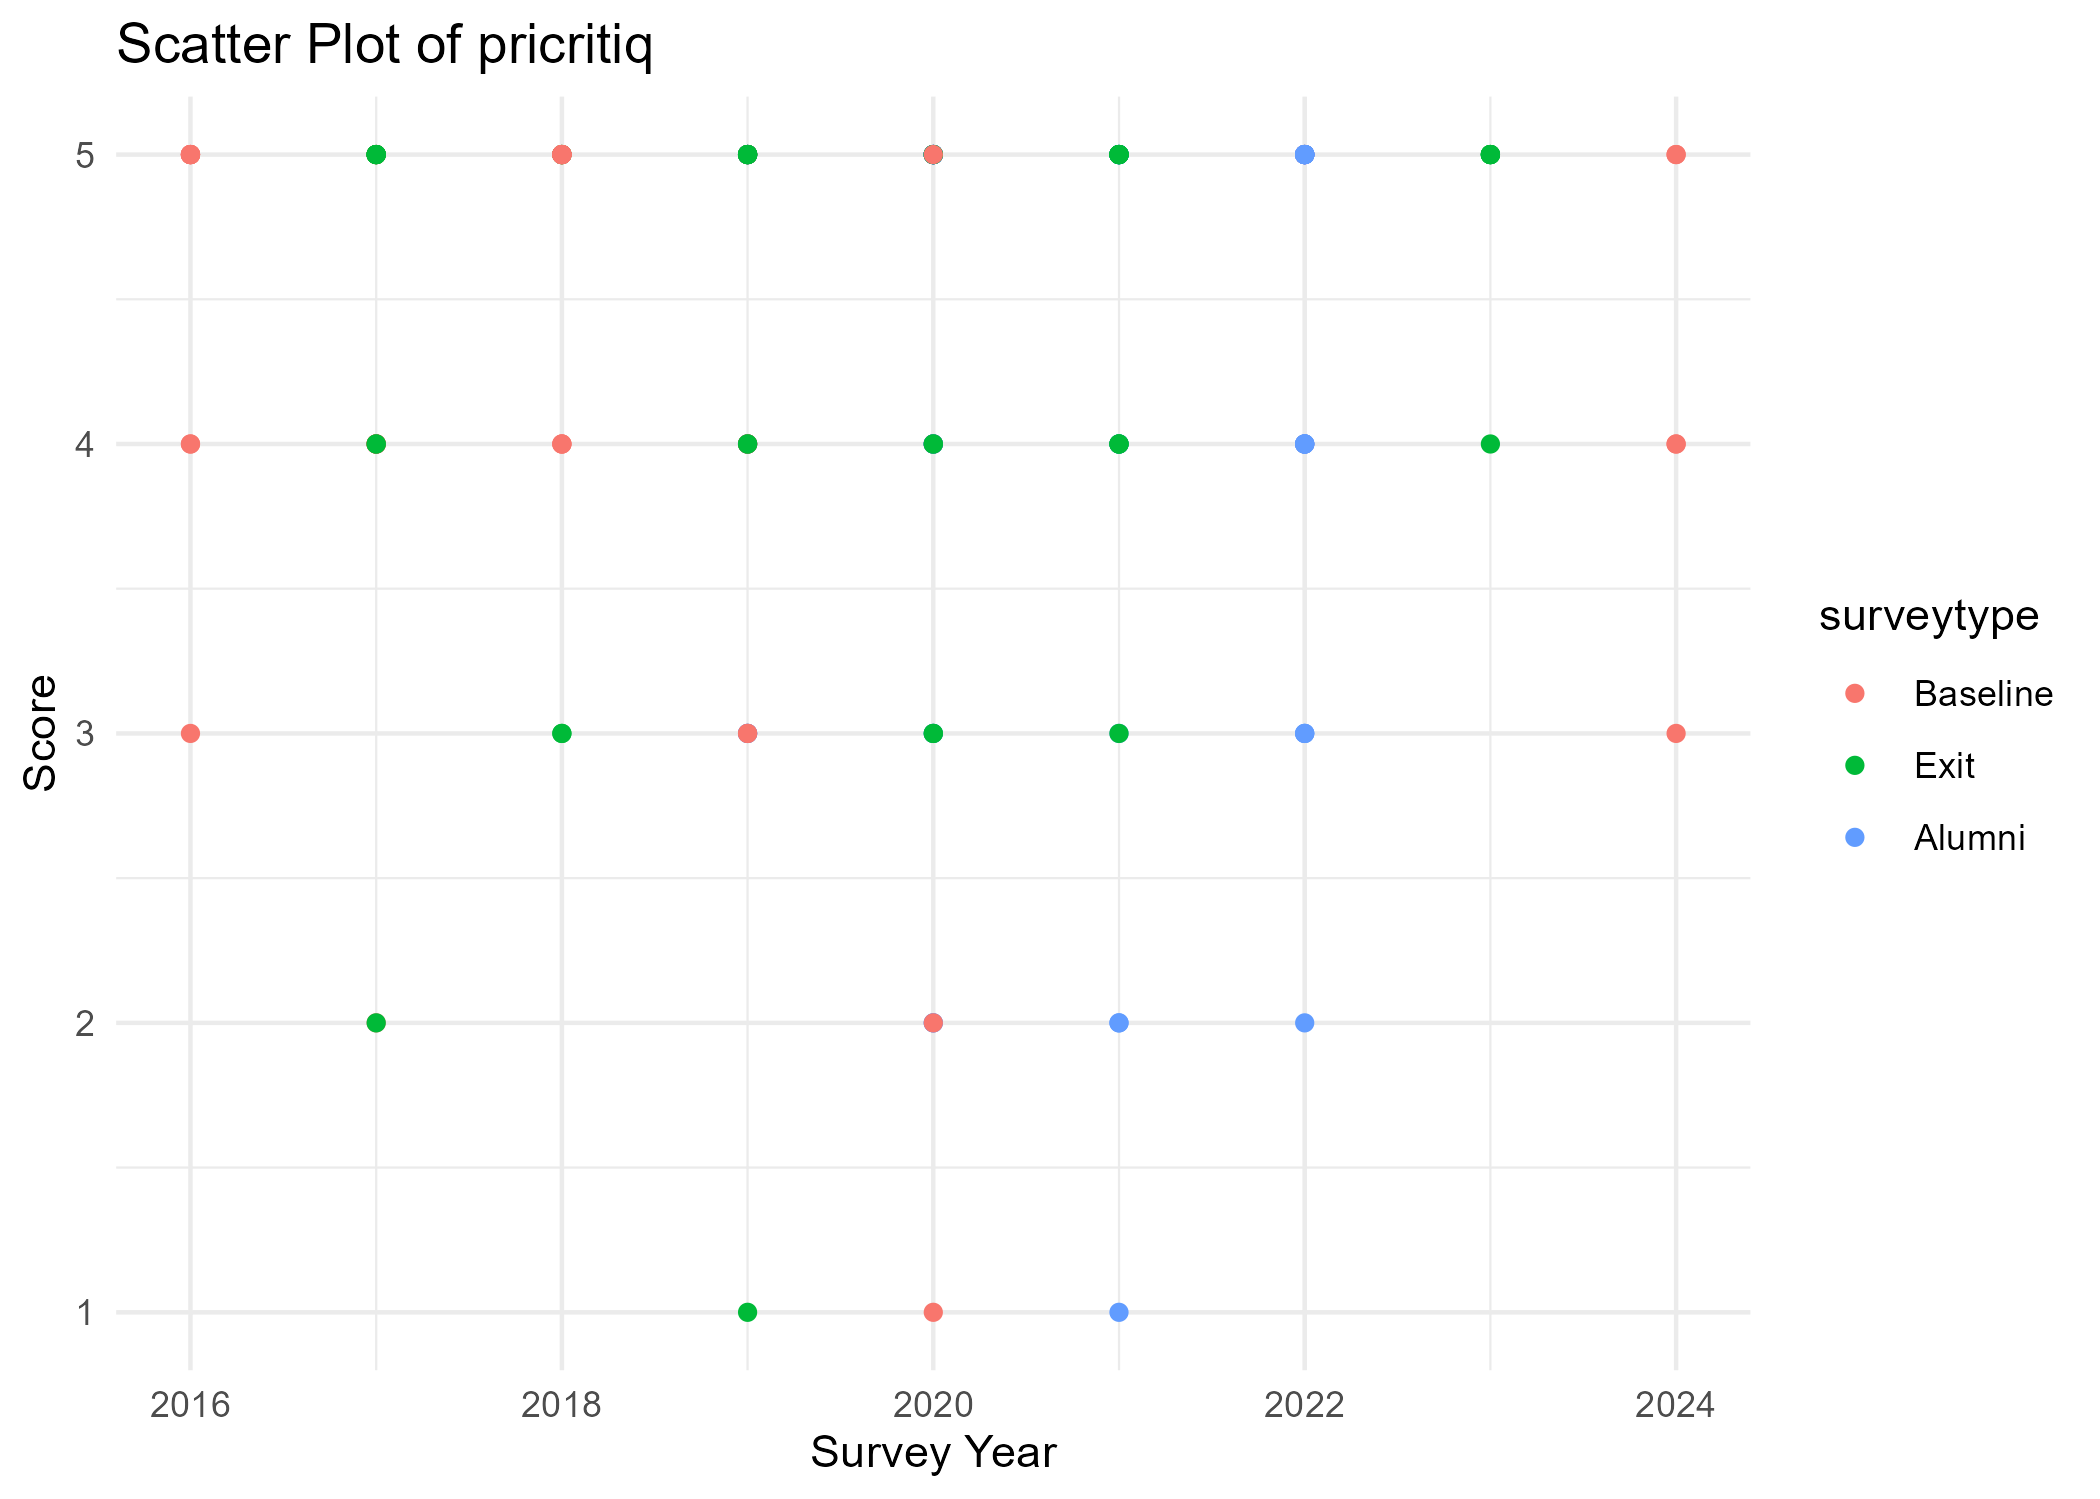 Scatter Plot of pricritiq
5
4
3
2
1
Score
2016 2018 2020 2022 2024
Survey Year
surveytype
Baseline
Exit
Alumni